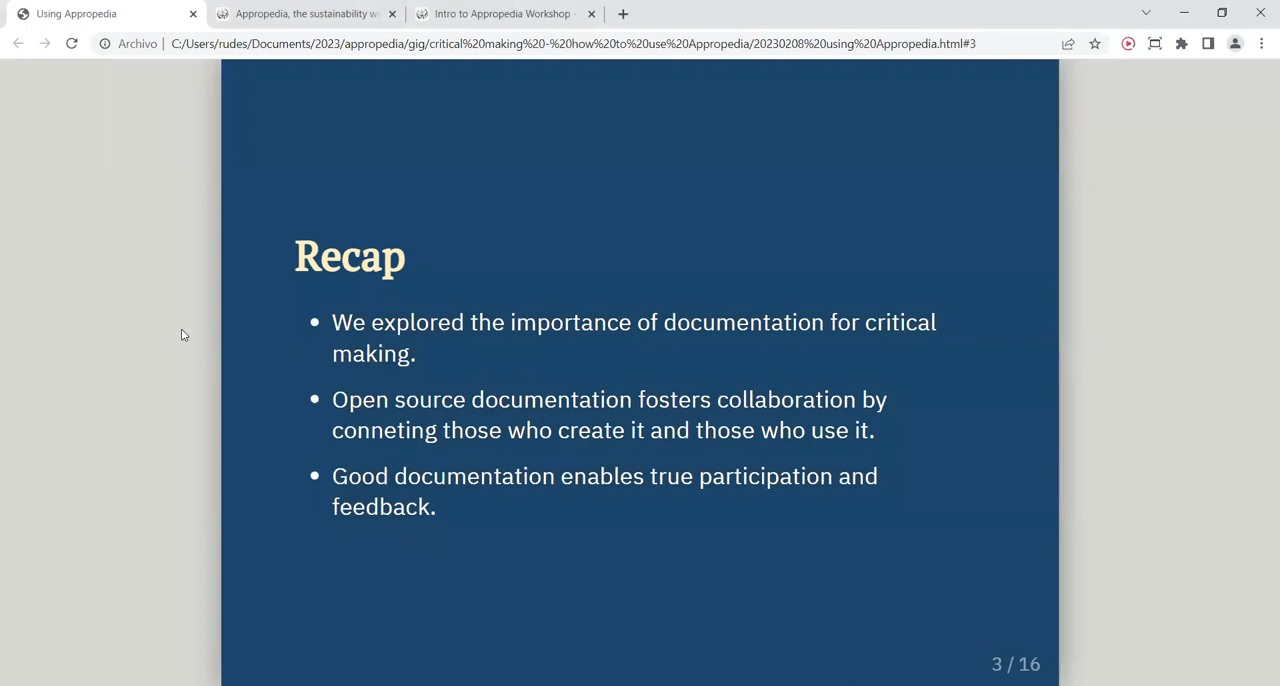 Using Appropedia
Appropedia, the sustainability wi
Intro to Appropedia Workshop -
Archivo | C:/Users/rudes/Documents/2023/appropedia/gig/critical%20making%20-%20how%20to%20use%20Appropedia/20230208%20using%20Appropedia.html#3
Recap
• We explored the importance of documentation for critical
making.
• Open source documentation fosters collaboration by
conneting those who create it and those who use it.
• Good documentation enables true participation and
feedback.
3 / 16